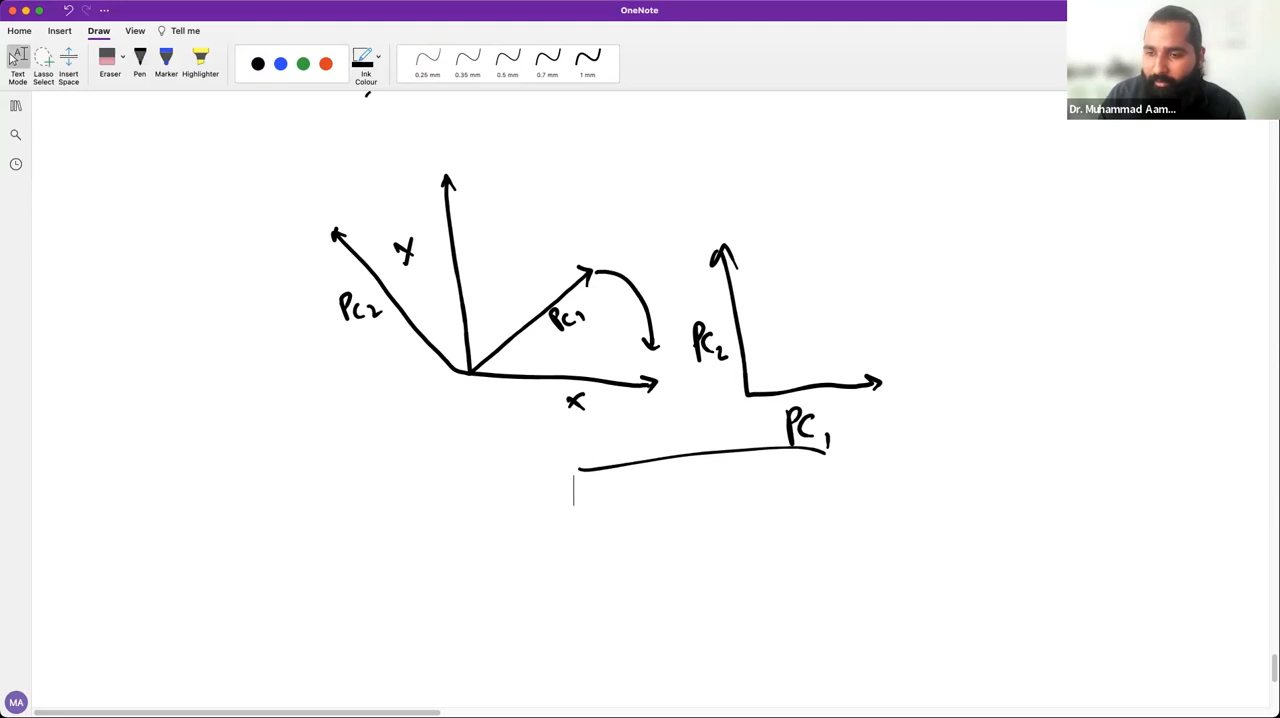 OneNote
Home Insert Draw View Tell me
Text Mode
Lasso Select
Insert Space
Eraser
Pen
Marker
Highlighter
Ink Colour
0.25 mm 0.35 mm 0.5 mm 0.7 mm 1 mm
Dr. Muhammad Aam...
Y
PC2
PC1
x
PC2
PC1
MA